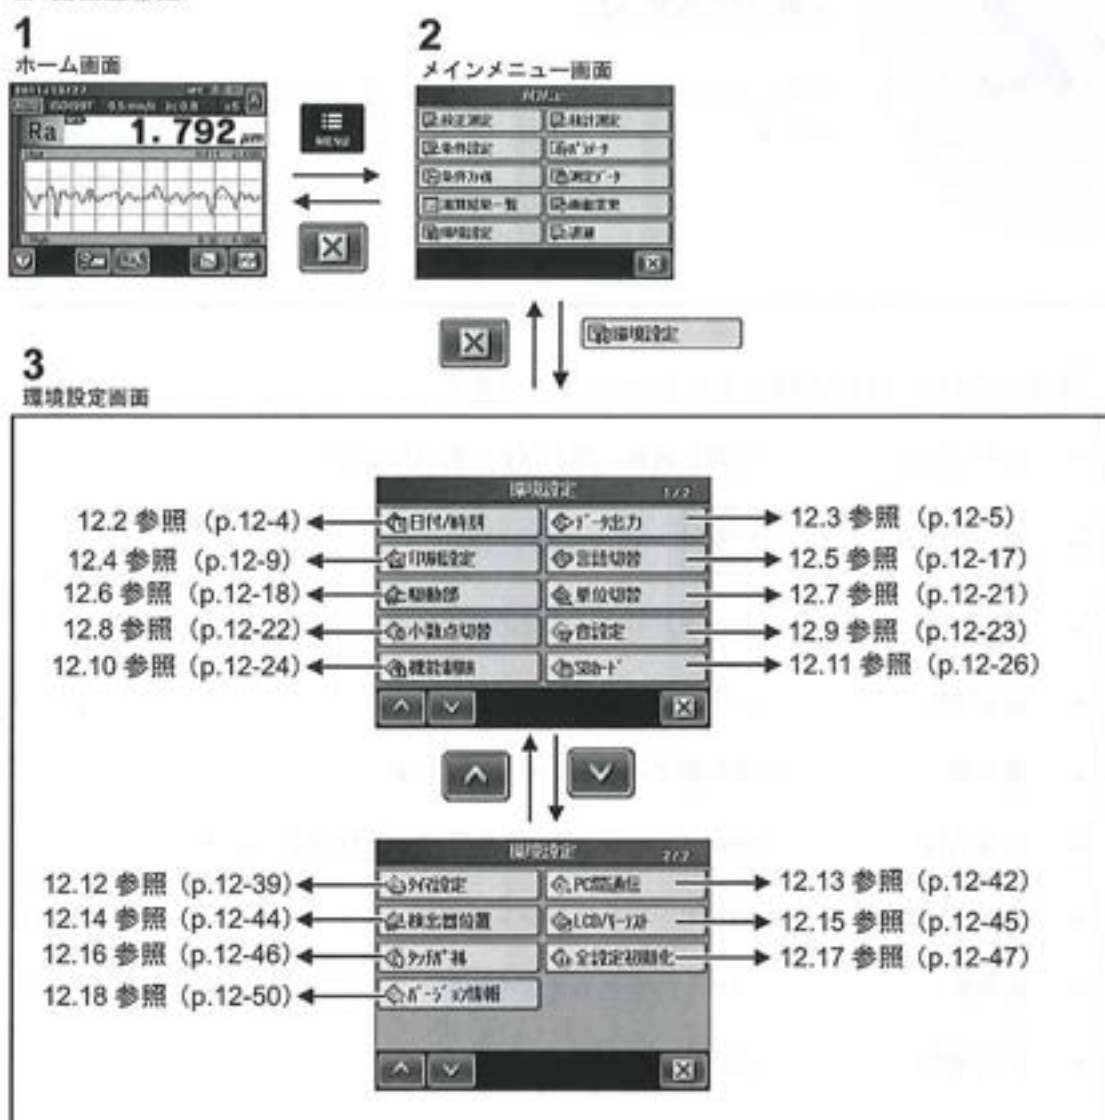 1
ホーム画面
Ra 1.792 μm
MENU
2
メインメニュー画面
校正測定 統計測定
条件設定 パラメータ
条件ファイル 測定データ
演算結果一覧 画面変更
環境設定
環境設定
3
環境設定画面
環境設定 1/2
12.2 参照（p.12-4） 日付/時刻 データ出力 12.3 参照（p.12-5）
12.4 参照（p.12-9） 印刷設定 言語切替 12.5 参照（p.12-17）
12.6 参照（p.12-18） 駆動部 単位切替 12.7 参照（p.12-21）
12.8 参照（p.12-22） 小数点切替 音設定 12.9 参照（p.12-23）
12.10 参照（p.12-24） 機能制限 SDカード 12.11 参照（p.12-26）
環境設定 2/2
12.12 参照（p.12-39） タイマ設定 PC間通信 12.13 参照（p.12-42）
12.14 参照（p.12-44） 検出器位置 LCD/キーテスト 12.15 参照（p.12-45）
12.16 参照（p.12-46） タッチパネル 全設定初期化 12.17 参照（p.12-47）
12.18 参照（p.12-50） バージョン情報